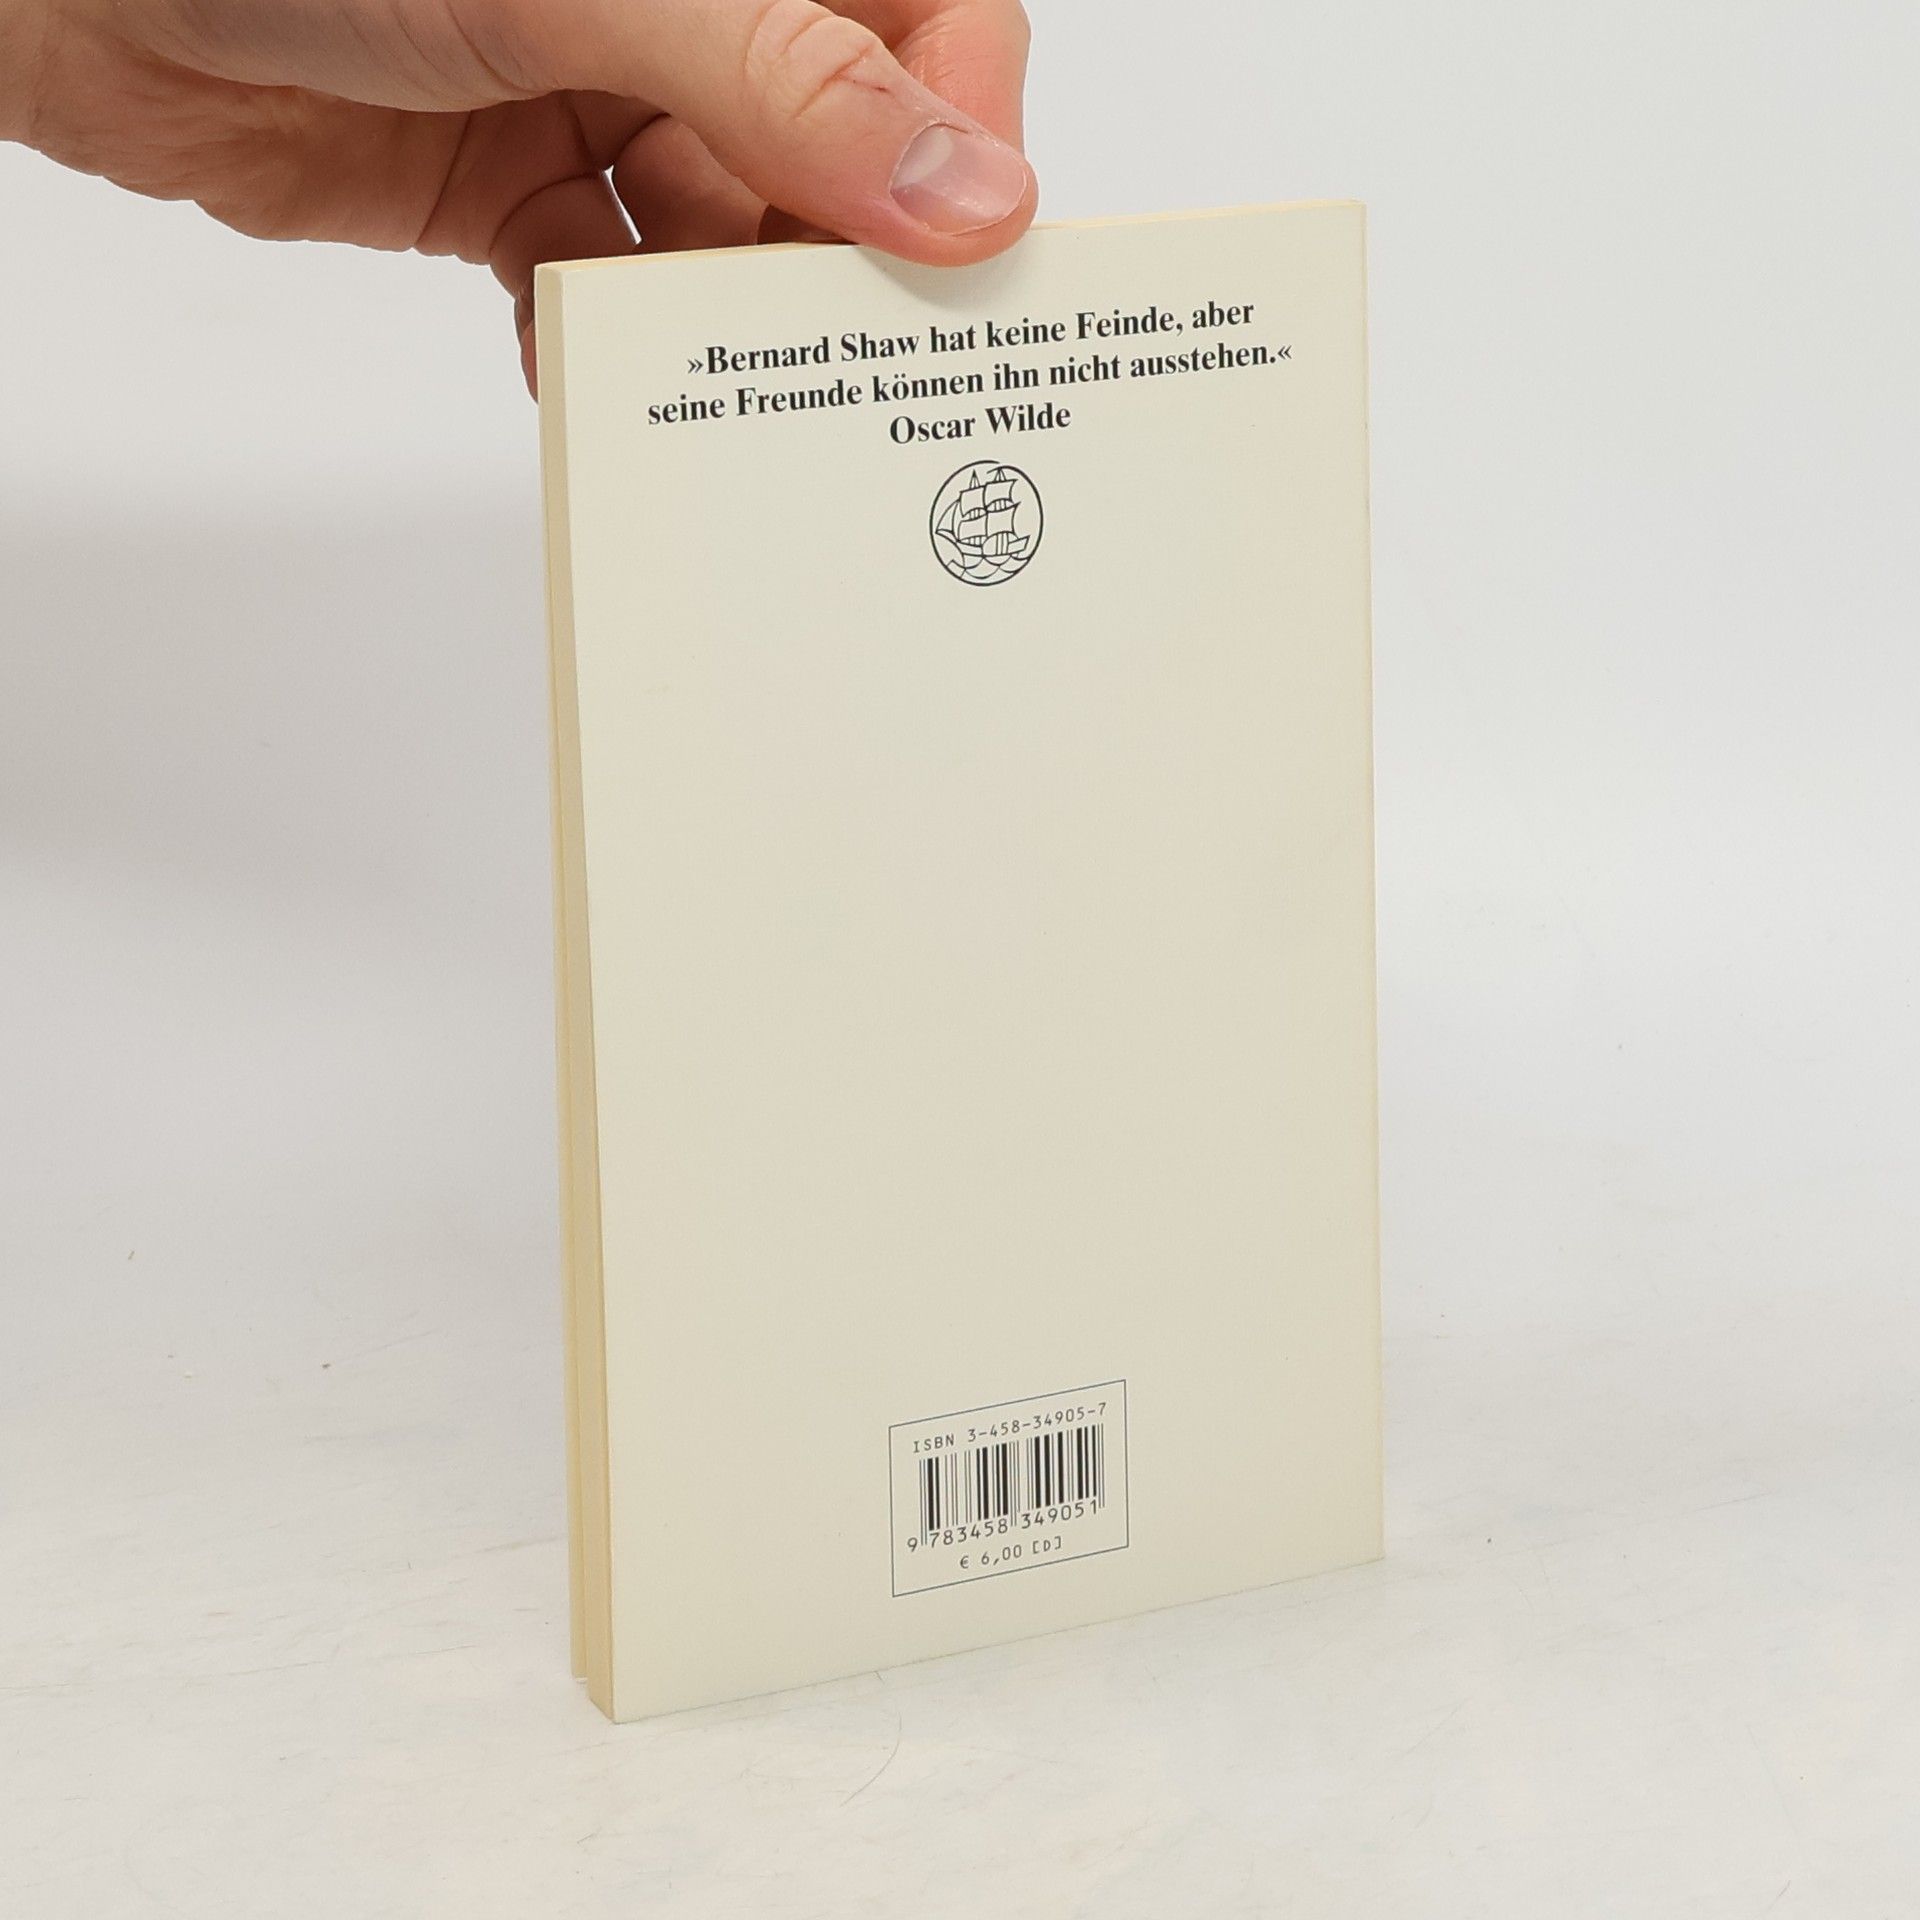 »Bernard Shaw hat keine Feinde, aber
seine Freunde können ihn nicht ausstehen.«
Oscar Wilde
ISBN 3-458-34905-7
9 783458 349051
€ 6,00 [D]